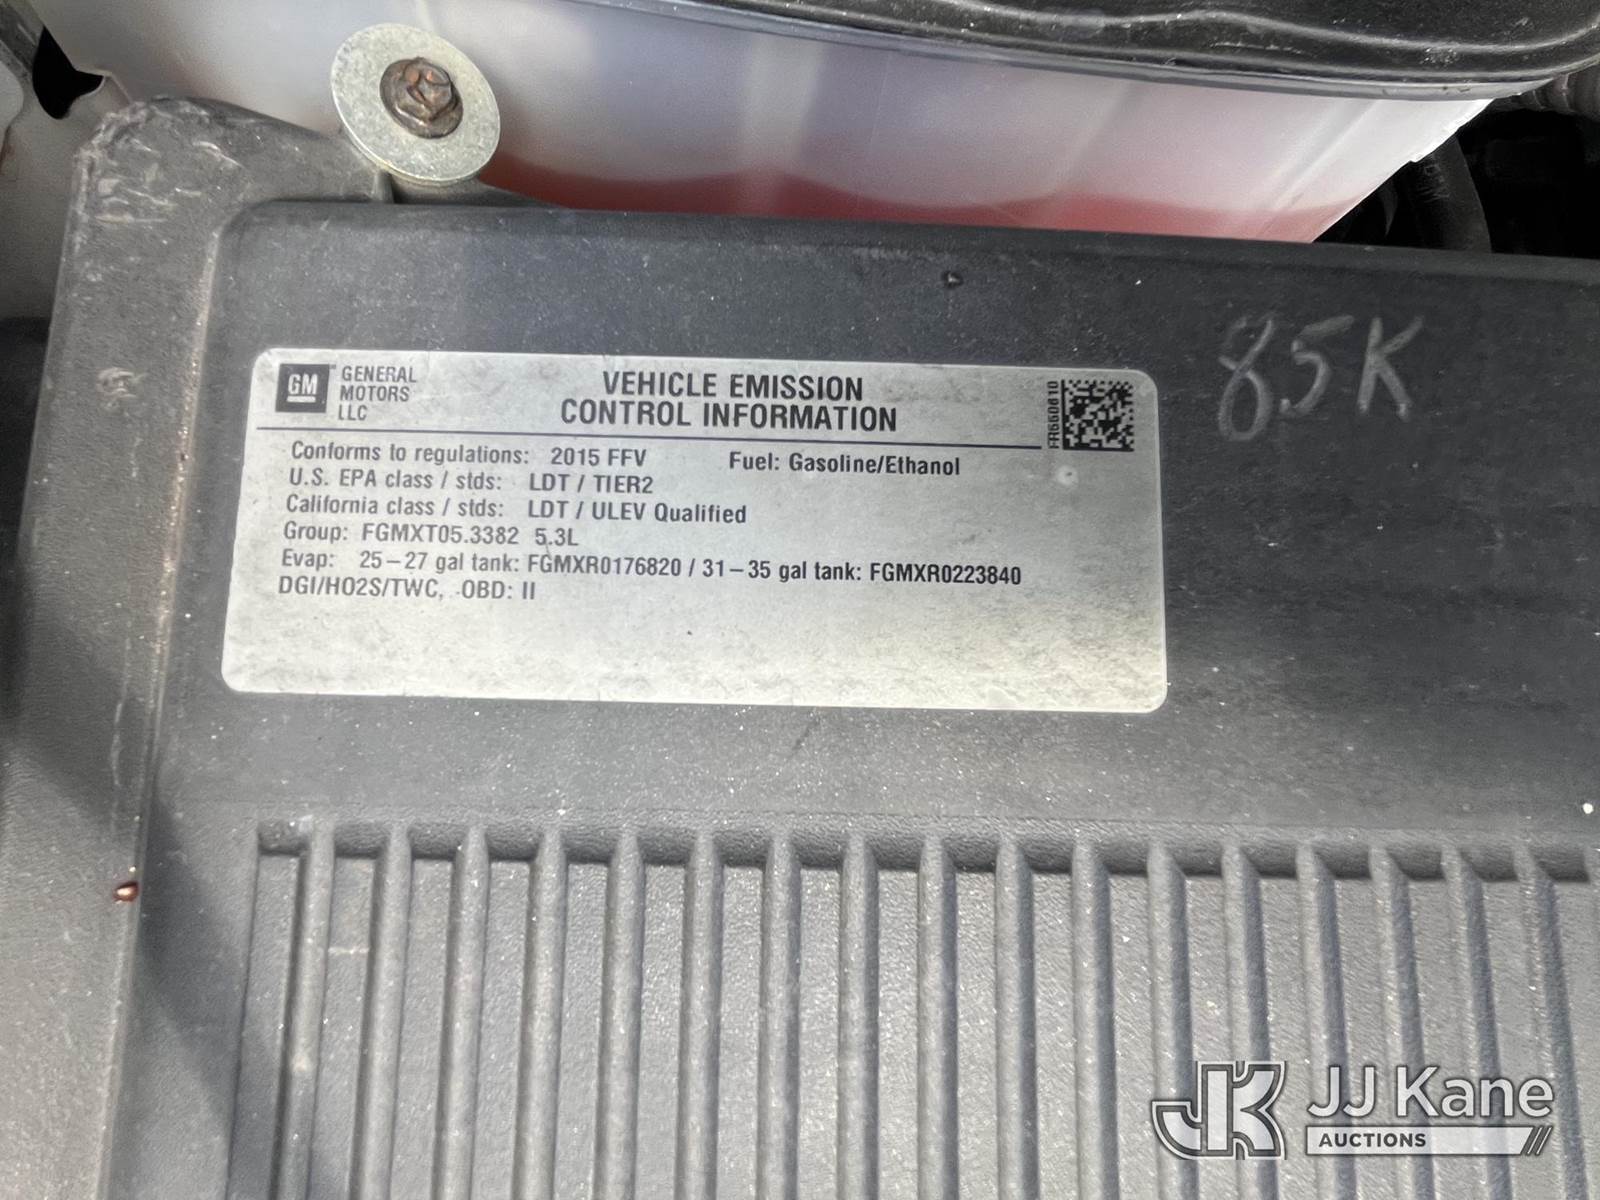 GM
GENERAL
MOTORS
LLC
VEHICLE EMISSION
CONTROL INFORMATION
Conforms to regulations: 2015 FFV Fuel: Gasoline/Ethanol
U.S. EPA class / stds: LDT / TIER2
California class / stds: LDT / ULEV Qualified
Group: FGMXT05.3382 5.3L
Evap: 25–27 gal tank: FGMXR0176820 / 31–35 gal tank: FGMXR0223840
DGI/HO2S/TWC, OBD: II
85K
JK
JJ Kane
AUCTIONS